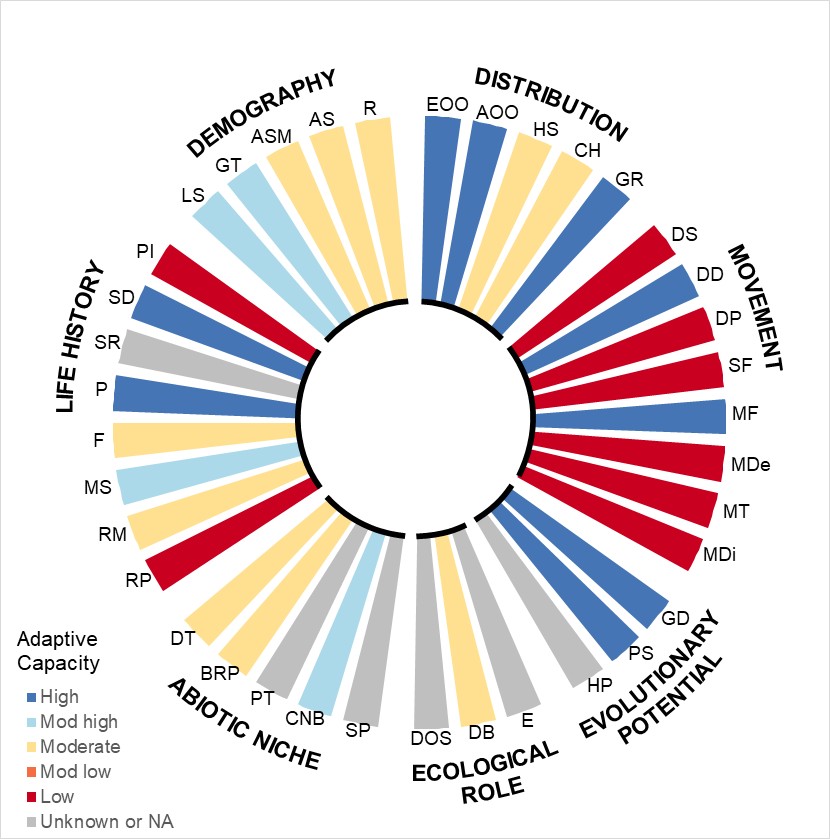 DISTRIBUTION
EOO
AOO
HS
CH
GR
MOVEMENT
DS
DD
DP
SF
MF
MDe
MT
MDi
EVOLUTIONARY
POTENTIAL
GD
PS
HP
ECOLOGICAL
ROLE
E
DB
DOS
ABIOTIC NICHE
SP
CNB
PT
BRP
DT
LIFE HISTORY
RP
RM
MS
F
P
SR
SD
PI
DEMOGRAPHY
LS
GT
ASM
AS
R
Adaptive
Capacity
High
Mod high
Moderate
Mod low
Low
Unknown or NA